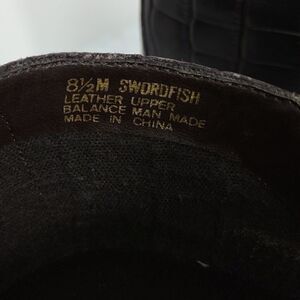 8½M SWORDFISH
LEATHER UPPER
BALANCE MAN MADE
MADE IN CHINA